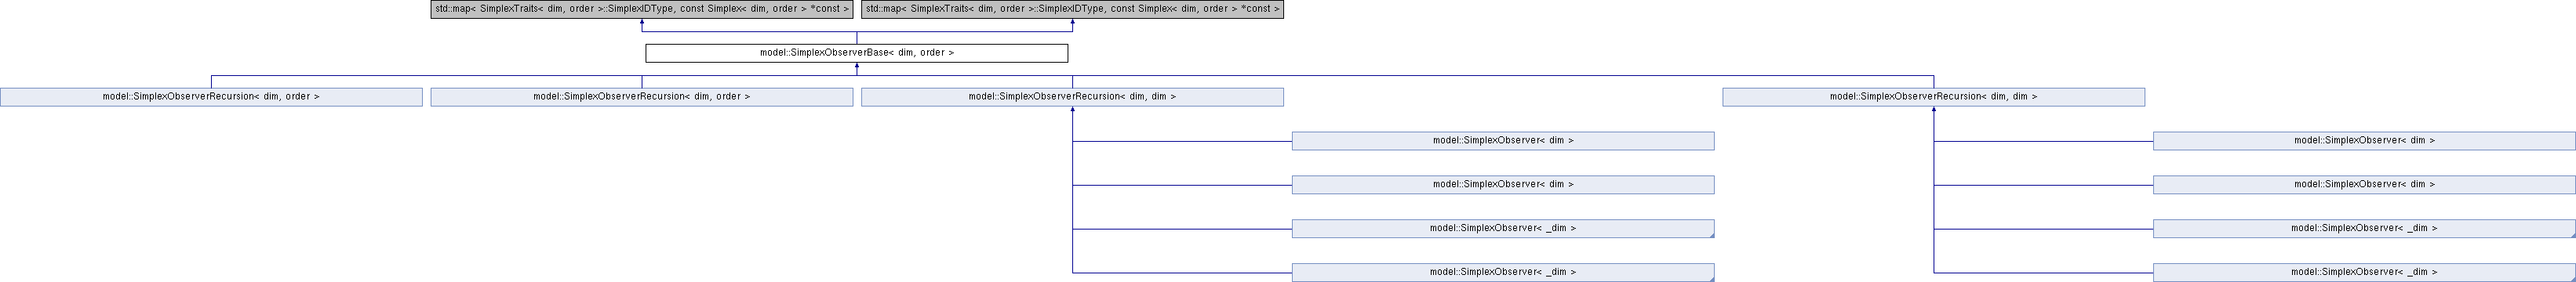 std::map< SimplexTraits< dim, order >::SimplexIDType, const Simplex< dim, order > *const >
std::map< SimplexTraits< dim, order >::SimplexIDType, const Simplex< dim, order > *const >
model::SimplexObserverBase< dim, order >
model::SimplexObserverRecursion< dim, order >
model::SimplexObserverRecursion< dim, order >
model::SimplexObserverRecursion< dim, dim >
model::SimplexObserverRecursion< dim, dim >
model::SimplexObserver< dim >
model::SimplexObserver< dim >
model::SimplexObserver< dim >
model::SimplexObserver< dim >
model::SimplexObserver< _dim >
model::SimplexObserver< _dim >
model::SimplexObserver< _dim >
model::SimplexObserver< _dim >